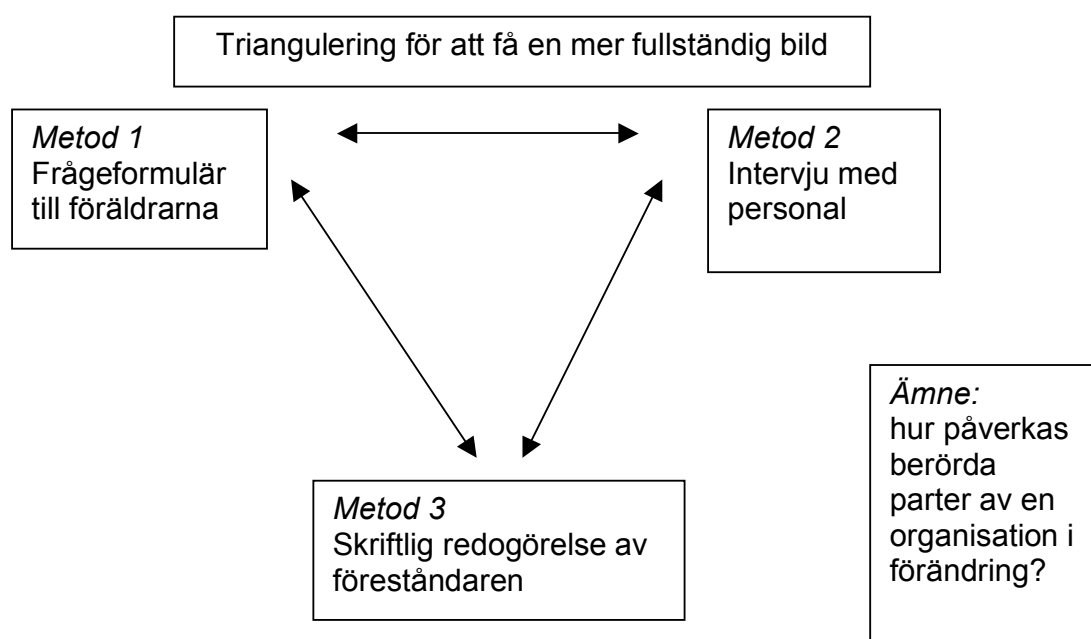 Triangulering för att få en mer fullständig bild
Metod 1
Frågeformulär
till föräldrarna
Metod 2
Intervju med
personal
Metod 3
Skriftlig redogörelse av
föreståndaren
Ämne:
hur påverkas
berörda
parter av en
organisation i
förändring?